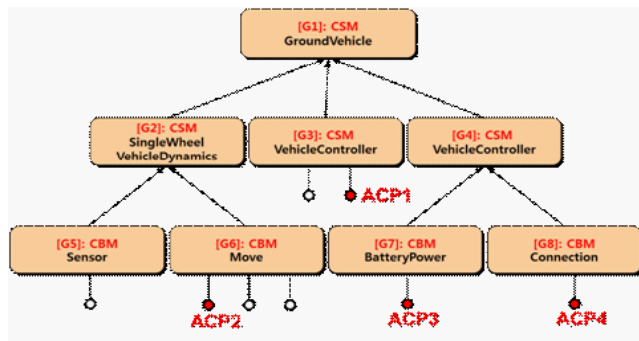 [G1]: CSM
GroundVehicle
[G2]: CSM
SingleWheel
VehicleDynamics
[G3]: CSM
VehicleController
[G4]: CSM
VehicleController
ACP1
[G5]: CBM
Sensor
[G6]: CBM
Move
[G7]: CBM
BatteryPower
[G8]: CBM
Connection
ACP2
ACP3
ACP4